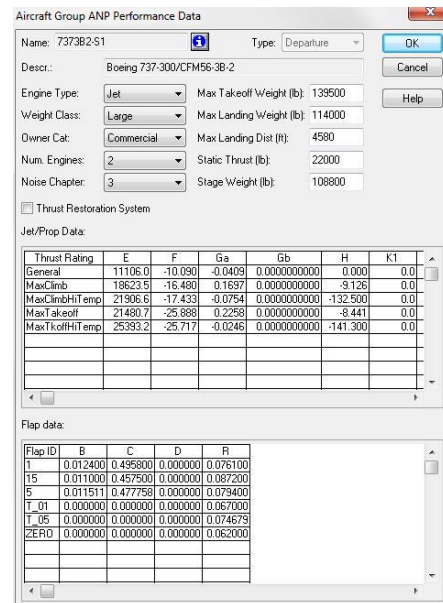 Aircraft Group ANP Performance Data
Name: 7373B2-S1 Type: Departure OK
Descr.: Boeing 737-300/CFM56-3B-2 Cancel
Engine Type: Jet Max Takeoff Weight (lb): 139500 Help
Weight Class: Large Max Landing Weight (lb): 114000
Owner Cat: Commercial Max Landing Dist (ft): 4580
Num. Engines: 2 Static Thrust (lb): 22000
Noise Chapter: 3 Stage Weight (lb): 108800
Thrust Restoration System
Jet/Prop Data:
Thrust Rating E F Ga Gb H K1
General 11106.0 -10.090 -0.0409 0.0000000000 0.000 0.0
MaxClimb 18623.5 -16.480 0.1697 0.0000000000 -9.126 0.0
MaxClimbHiTemp 21906.6 -17.433 -0.0754 0.0000000000 -132.500 0.0
MaxTakeoff 21480.7 -25.888 0.2258 0.0000000000 -8.441 0.0
MaxTkoffHiTemp 25393.2 -25.717 -0.0246 0.0000000000 -141.300 0.0
Flap data:
Flap ID B C D R
1 0.012400 0.495800 0.000000 0.076100
15 0.011000 0.457500 0.000000 0.087200
5 0.011511 0.477758 0.000000 0.079400
T_01 0.000000 0.000000 0.000000 0.067000
T_05 0.000000 0.000000 0.000000 0.074679
ZERO 0.000000 0.000000 0.000000 0.062000